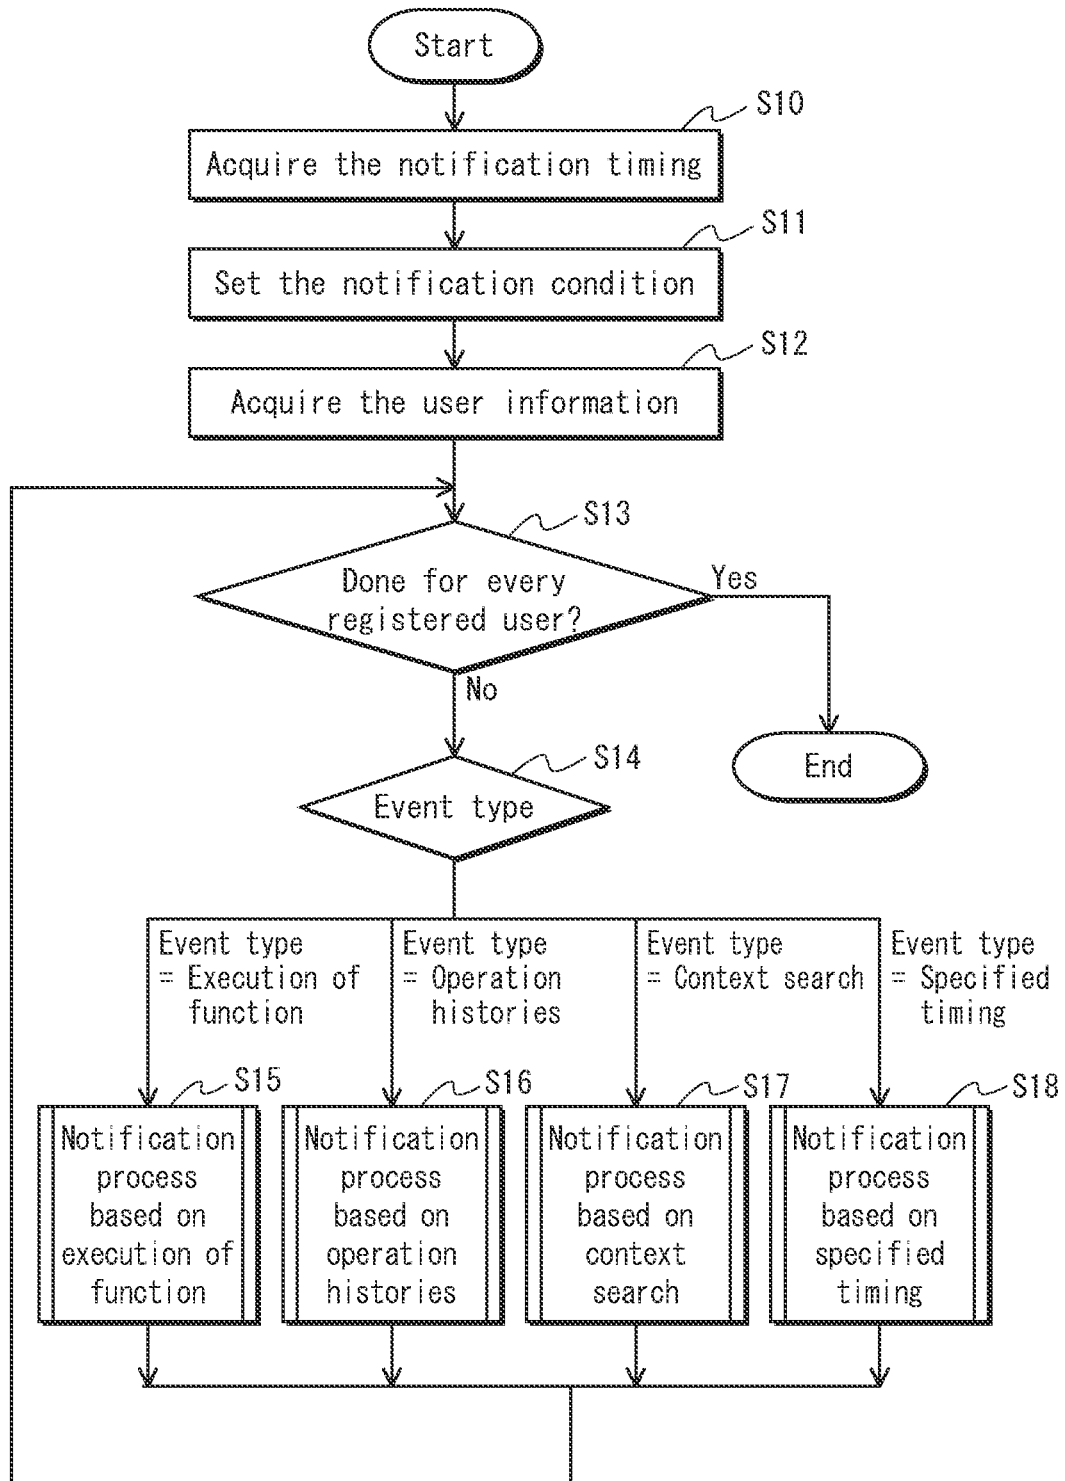 Start
S10
Acquire the notification timing
S11
Set the notification condition
S12
Acquire the user information
S13
Done for every
registered user?
Yes
No
End
S14
Event type
Event type
= Execution of
function
Event type
= Operation
histories
Event type
= Context search
Event type
= Specified
timing
S15
Notification
process
based on
execution of
function
S16
Notification
process
based on
operation
histories
S17
Notification
process
based on
context
search
S18
Notification
process
based on
specified
timing